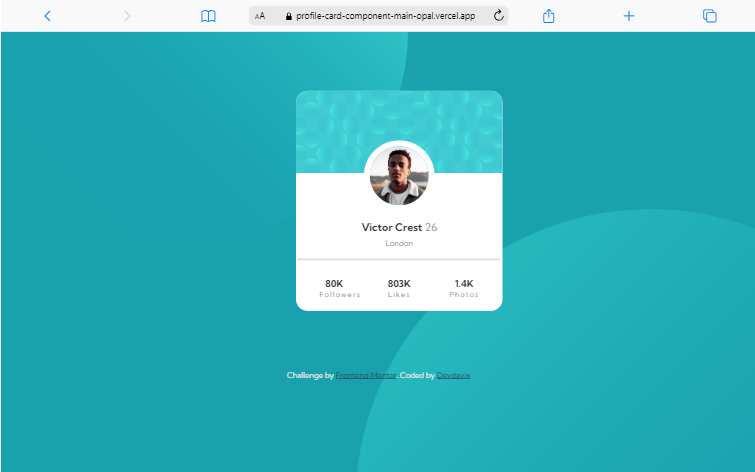 AA profile-card-component-main-opal.vercel.app
Victor Crest 26
London
80K 803K 1.4K
Followers Likes Photos
Challenge by Frontend Mentor. Coded by Devdavix